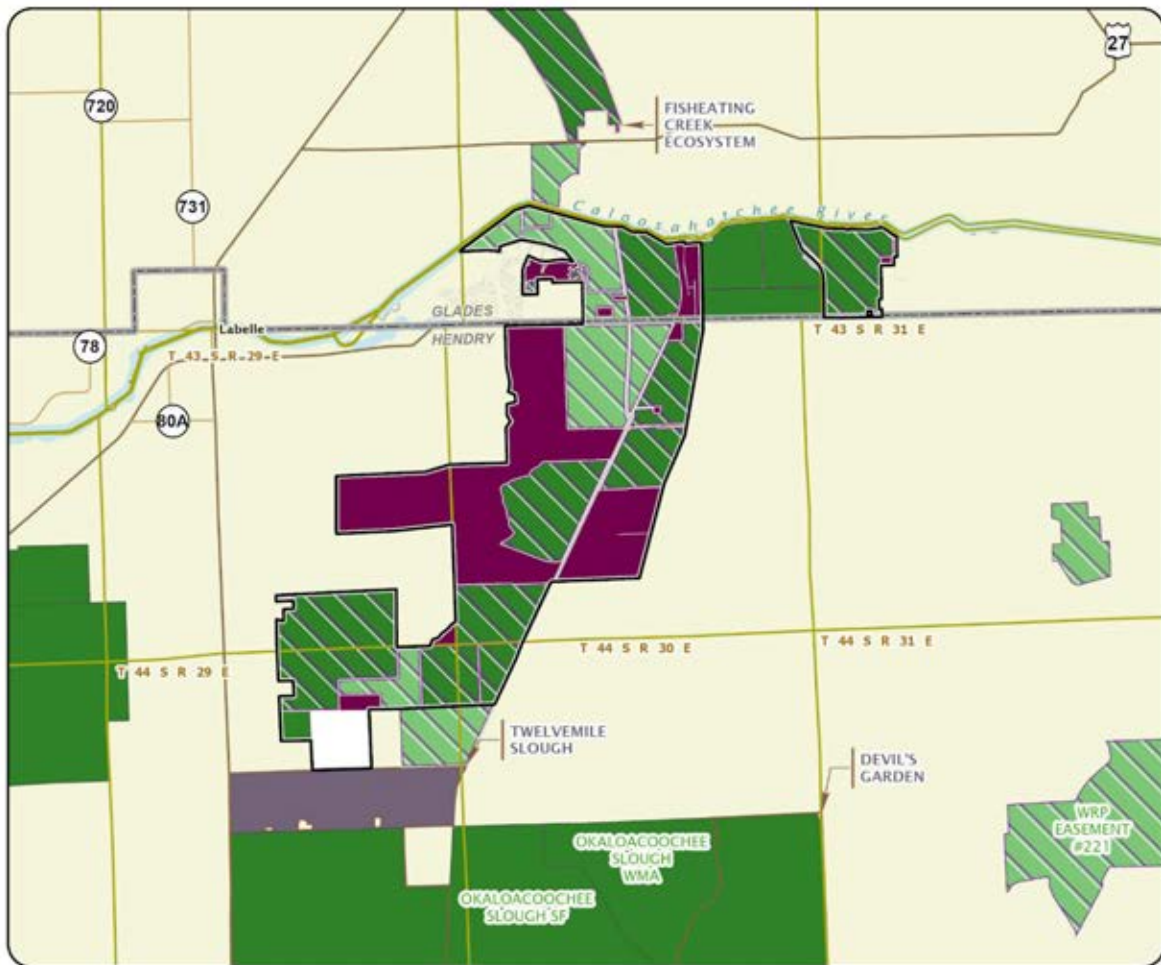 27
720
FISHEATING
CREEK
ECOSYSTEM
731
Caloosahatchee River
GLADES
HENDRY
Labelle
T 43 S R 31 E
78
T 43 S R 29 E
80A
T 44 S R 30 E
T 44 S R 31 E
T 44 S R 29 E
TWELVEMILE
SLOUGH
DEVIL'S
GARDEN
WRP
EASEMENT
#221
OKALOACOOCHEE
SLOUGH
WMA
OKALOACOOCHEE
SLOUGH SF